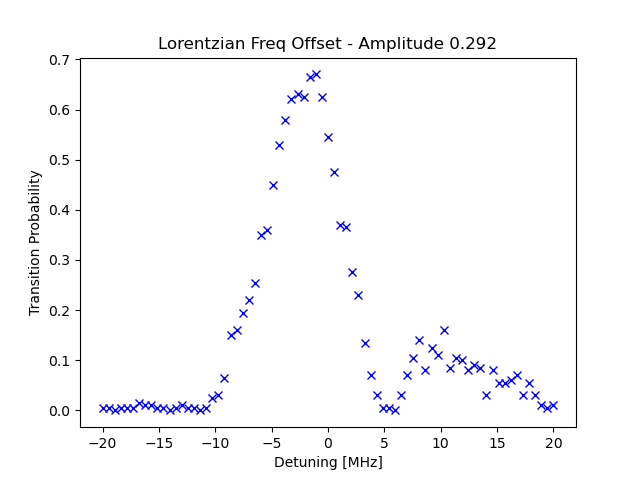 Lorentzian Freq Offset - Amplitude 0.292
0.7
0.6
0.5
0.4
0.3
0.2
0.1
0.0
Transition Probability
−20 −15 −10 −5 0 5 10 15 20
Detuning [MHz]